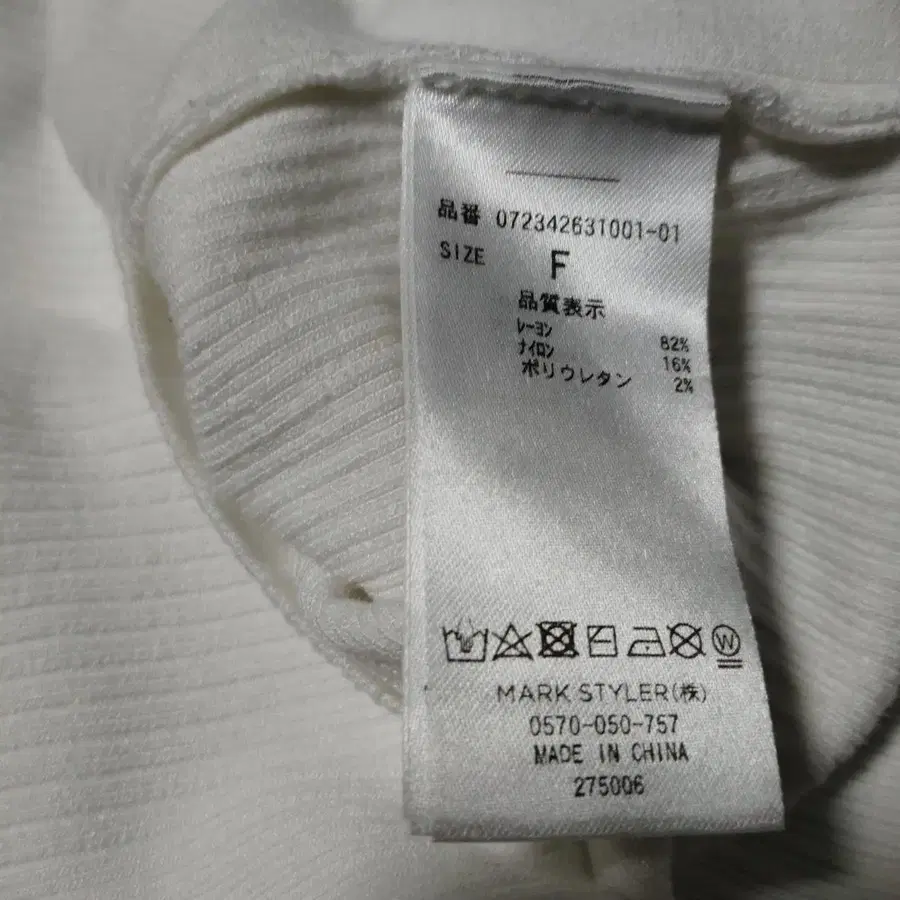 品番 072342631001-01
SIZE F
品質表示
レーヨン 82%
ナイロン 16%
ポリウレタン 2%
W
MARK STYLER(株)
0570-050-757
MADE IN CHINA
275006